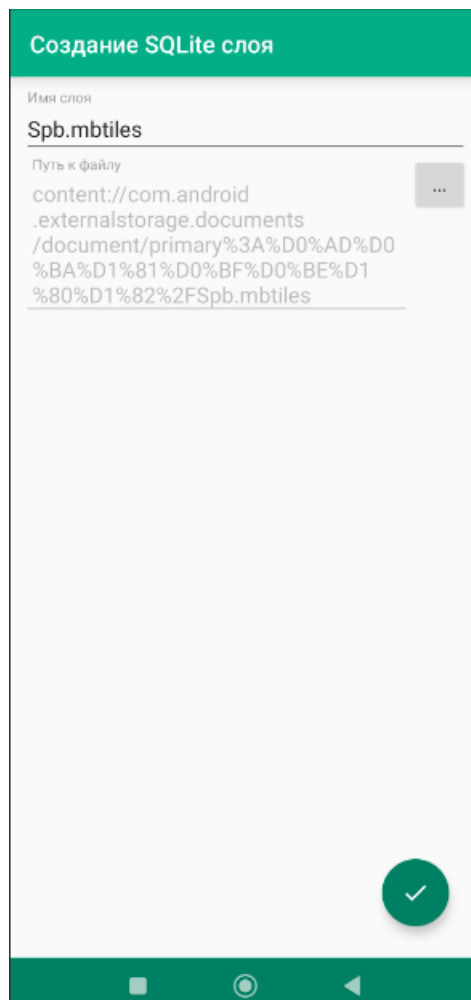 Создание SQLite слоя
Имя слоя
Spb.mbtiles
Путь к файлу
...
content://com.android
.externalstorage.documents
/document/primary%3A%D0%AD%D0
%BA%D1%81%D0%BF%D0%BE%D1
%80%D1%82%2FSpb.mbtiles